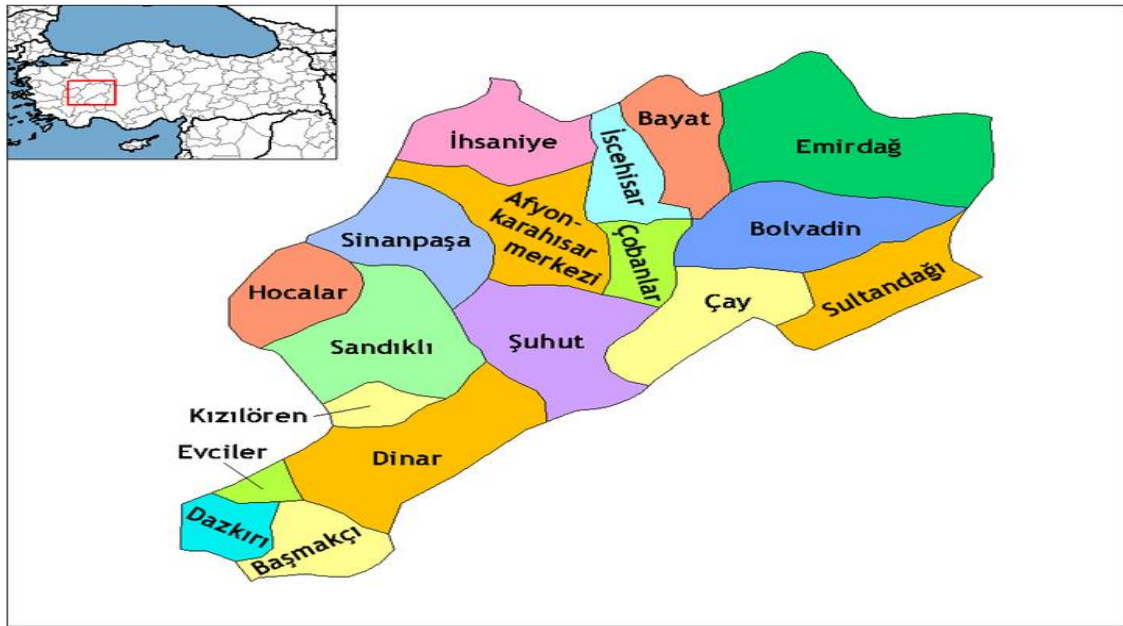 İhsaniye
İscehisar
Bayat
Emirdağ
Afyon-
karahısar
merkezi
Sinanpaşa
Çobanlar
Bolvadin
Sultandağı
Hocalar
Çay
Sandıklı
Şuhut
Kızılören
Evciler
Dinar
Dazkırı
Başmakçı